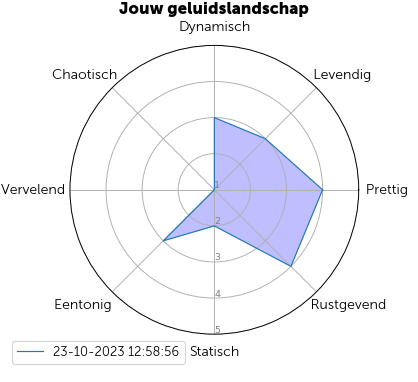 Jouw geluidslandschap
Dynamisch
Chaotisch
Levendig
Vervelend
1
Prettig
2
3
4
Eentonig
Rustgevend
5
23-10-2023 12:58:56
Statisch